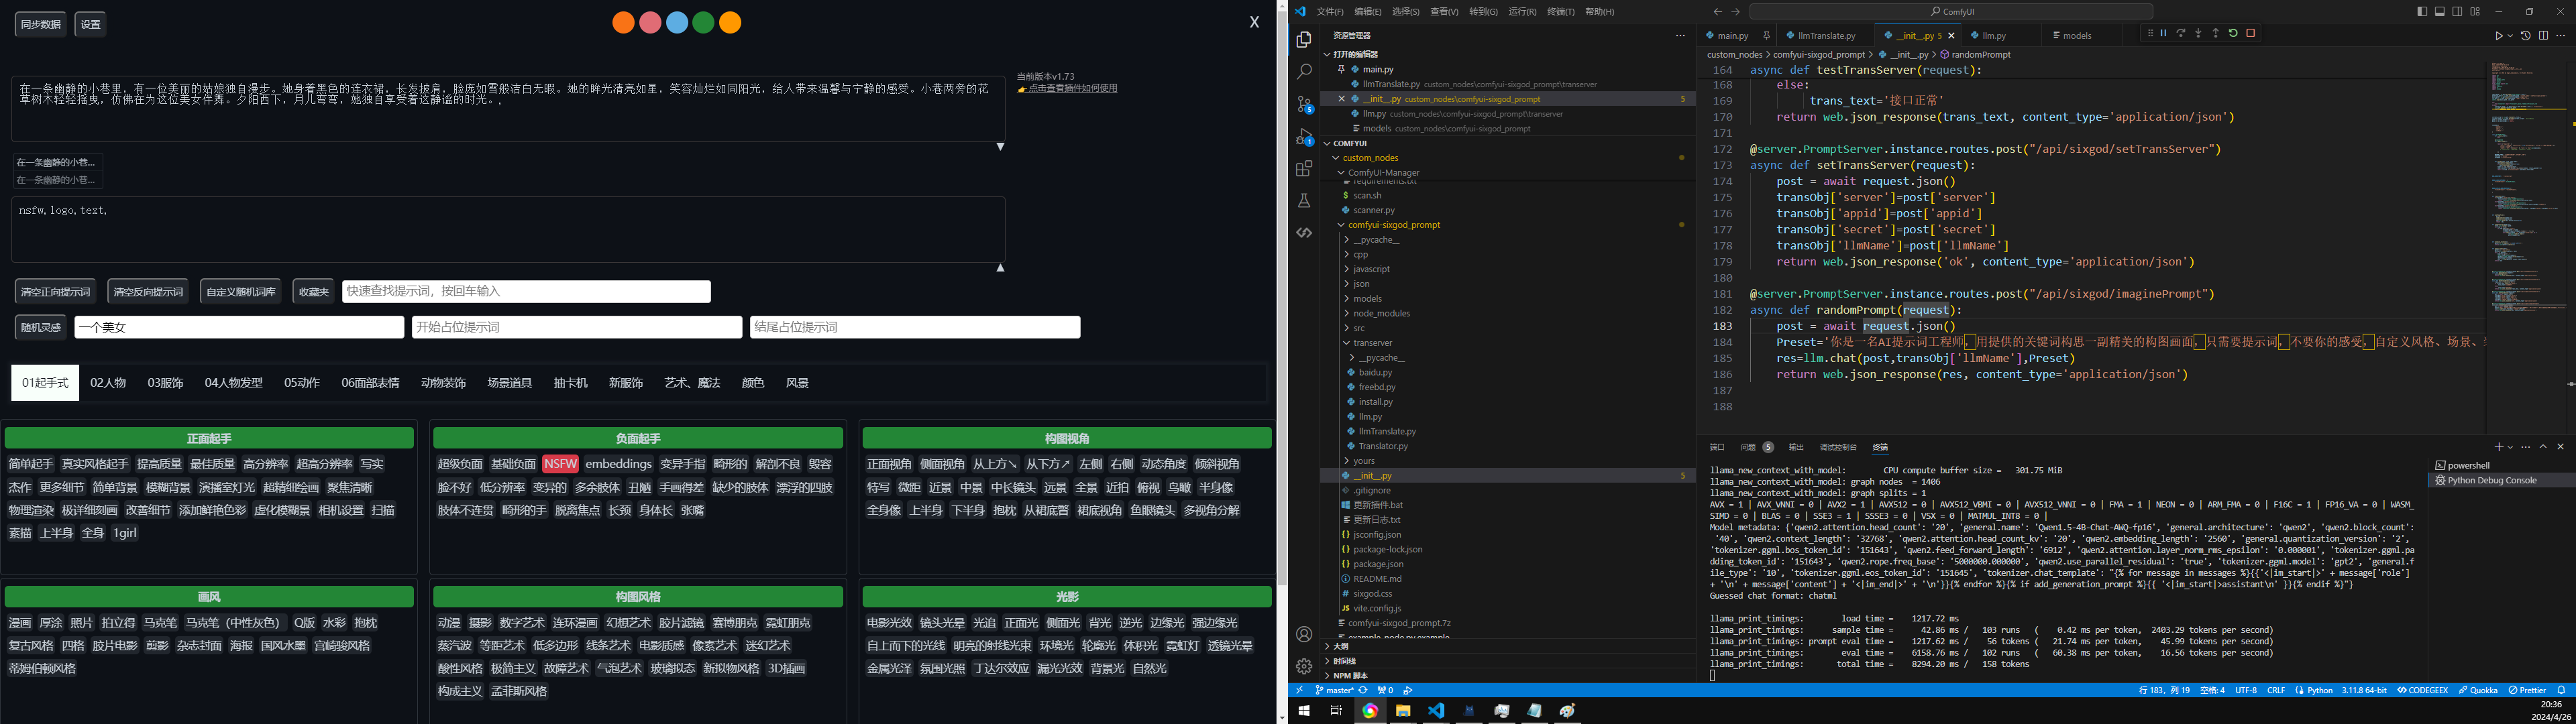 同步数据 设置 X
在一条幽静的小巷里，有一位美丽的姑娘独自漫步。她身着黑色的连衣裙，长发披肩，脸庞如雪般洁白无暇。她的眸光清亮如星，笑容灿烂如同阳光，给人带来温馨与宁静的感受。小巷两旁的花
草树木轻轻摇曳，仿佛在为这位美女伴舞。夕阳西下，月儿弯弯，她独自享受着这静谧的时光。,
当前版本v1.73
👉点击查看插件如何使用
在一条幽静的小巷...
在一条幽静的小巷...
nsfw,logo,text,
清空正向提示词 清空反向提示词 自定义随机词库 收藏夹 快速查找提示词，按回车输入
随机灵感 一个美女 开始占位提示词 结尾占位提示词
01起手式 02人物 03服饰 04人物发型 05动作 06面部表情 动物装饰 场景道具 抽卡机 新服饰 艺术、魔法 颜色 风景
正面起手
简单起手 真实风格起手 提高质量 最佳质量 高分辨率 超高分辨率 写实
杰作 更多细节 简单背景 模糊背景 演播室灯光 超精细绘画 聚焦清晰
物理渲染 极详细刻画 改善细节 添加鲜艳色彩 虚化模糊景 相机设置 扫描
素描 上半身 全身 1girl
负面起手
超级负面 基础负面 NSFW embeddings 变异手指 畸形的 解剖不良 毁容
脸不好 低分辨率 变异的 多余肢体 丑陋 手画得差 缺少的肢体 漂浮的四肢
肢体不连贯 畸形的手 脱离焦点 长颈 身体长 张嘴
构图视角
正面视角 侧面视角 从上方↘ 从下方↗ 左侧 右侧 动态角度 倾斜视角
特写 微距 近景 中景 中长镜头 远景 全景 近拍 俯视 鸟瞰 半身像
全身像 上半身 下半身 抱枕 从裙底瞥 裙底视角 鱼眼镜头 多视角分解
画风
漫画 厚涂 照片 拍立得 马克笔 马克笔（中性灰色） Q版 水彩 抱枕
复古风格 四格 胶片电影 剪影 杂志封面 海报 国风水墨 宫崎骏风格
蒂姆伯顿风格
构图风格
动漫 摄影 数字艺术 连环漫画 幻想艺术 胶片滤镜 赛博朋克 霓虹朋克
蒸汽波 等距艺术 低多边形 线条艺术 电影质感 像素艺术 迷幻艺术
酸性风格 极简主义 故障艺术 气泥艺术 玻璃拟态 新拟物风格 3D插画
构成主义 孟菲斯风格
光影
电影光效 镜头光晕 光追 正面光 侧面光 背光 逆光 边缘光 强边缘光
自上而下的光线 明亮的射线光束 环境光 轮廓光 体积光 霓虹灯 透镜光晕
金属光泽 氛围光照 丁达尔效应 漏光光效 背景光 自然光
文件(F) 编辑(E) 选择(S) 查看(V) 转到(G) 运行(R) 终端(T) 帮助(H) ComfyUI
资源管理器
打开的编辑器
main.py
llmTranslate.py custom_nodes\comfyui-sixgod_prompt\transerver
__init__.py custom_nodes\comfyui-sixgod_prompt 5
llm.py custom_nodes\comfyui-sixgod_prompt\transerver
models custom_nodes\comfyui-sixgod_prompt
COMFYUI
custom_nodes
ComfyUI-Manager
requirements.txt
scan.sh
scanner.py
comfyui-sixgod_prompt
__pycache__
cpp
javascript
json
models
node_modules
src
transerver
__pycache__
baidu.py
freebd.py
install.py
llm.py
llmTranslate.py
Translator.py
yours
__init__.py 5
.gitignore
更新插件.bat
更新日志.txt
jsconfig.json
package-lock.json
package.json
README.md
sixgod.css
vite.config.js
comfyui-sixgod_prompt.7z
example_node.py.example
大纲
时间线
NPM 脚本
main.py llmTranslate.py __init__.py 5 llm.py models
custom_nodes > comfyui-sixgod_prompt > __init__.py > randomPrompt
164 async def testTransServer(request):
168 else:
169 trans_text='接口正常'
170 return web.json_response(trans_text, content_type='application/json')
171
172 @server.PromptServer.instance.routes.post("/api/sixgod/setTransServer")
173 async def setTransServer(request):
174 post = await request.json()
175 transObj['server']=post['server']
176 transObj['appid']=post['appid']
177 transObj['secret']=post['secret']
178 transObj['llmName']=post['llmName']
179 return web.json_response('ok', content_type='application/json')
180
181 @server.PromptServer.instance.routes.post("/api/sixgod/imaginePrompt")
182 async def randomPrompt(request):
183 post = await request.json()
184 Preset='你是一名AI提示词工程师，用提供的关键词构思一副精美的构图画面，只需要提示词，不要你的感受，自定义风格、场景、
185 res=llm.chat(post,transObj['llmName'],Preset)
186 return web.json_response(res, content_type='application/json')
187
188
端口 问题 5 输出 调试控制台 终端
powershell
Python Debug Console
llama_new_context_with_model: CPU compute buffer size = 301.75 MiB
llama_new_context_with_model: graph nodes = 1406
llama_new_context_with_model: graph splits = 1
AVX = 1 | AVX_VNNI = 0 | AVX2 = 1 | AVX512 = 0 | AVX512_VBMI = 0 | AVX512_VNNI = 0 | FMA = 1 | NEON = 0 | ARM_FMA = 0 | F16C = 1 | FP16_VA = 0 | WASM_
SIMD = 0 | BLAS = 0 | SSE3 = 1 | SSSE3 = 0 | VSX = 0 | MATMUL_INT8 = 0 |
Model metadata: {'qwen2.attention.head_count': '20', 'general.name': 'Qwen1.5-4B-Chat-AWQ-fp16', 'general.architecture': 'qwen2', 'qwen2.block_count':
'40', 'qwen2.context_length': '32768', 'qwen2.attention.head_count_kv': '20', 'qwen2.embedding_length': '2560', 'general.quantization_version': '2',
'tokenizer.ggml.bos_token_id': '151643', 'qwen2.feed_forward_length': '6912', 'qwen2.attention.layer_norm_rms_epsilon': '0.000001', 'tokenizer.ggml.pa
dding_token_id': '151643', 'qwen2.rope.freq_base': '5000000.000000', 'qwen2.use_parallel_residual': 'true', 'tokenizer.ggml.model': 'gpt2', 'general.f
ile_type': '10', 'tokenizer.ggml.eos_token_id': '151645', 'tokenizer.chat_template': "{% for message in messages %}{{'<|im_start|>' + message['role']
+ '\n' + message['content'] + '<|im_end|>' + '\n'}}{% endfor %}{% if add_generation_prompt %}{{ '<|im_start|>assistant\n' }}{% endif %}"}
Guessed chat format: chatml
llama_print_timings: load time = 1217.72 ms
llama_print_timings: sample time = 42.86 ms / 103 runs ( 0.42 ms per token, 2403.29 tokens per second)
llama_print_timings: prompt eval time = 1217.62 ms / 56 tokens ( 21.74 ms per token, 45.99 tokens per second)
llama_print_timings: eval time = 6158.76 ms / 102 runs ( 60.38 ms per token, 16.56 tokens per second)
llama_print_timings: total time = 8294.20 ms / 158 tokens
master* 0 行 183，列 19 空格: 4 UTF-8 CRLF Python 3.11.8 64-bit CODEGEEX Quokka Prettier
20:36
2024/4/26